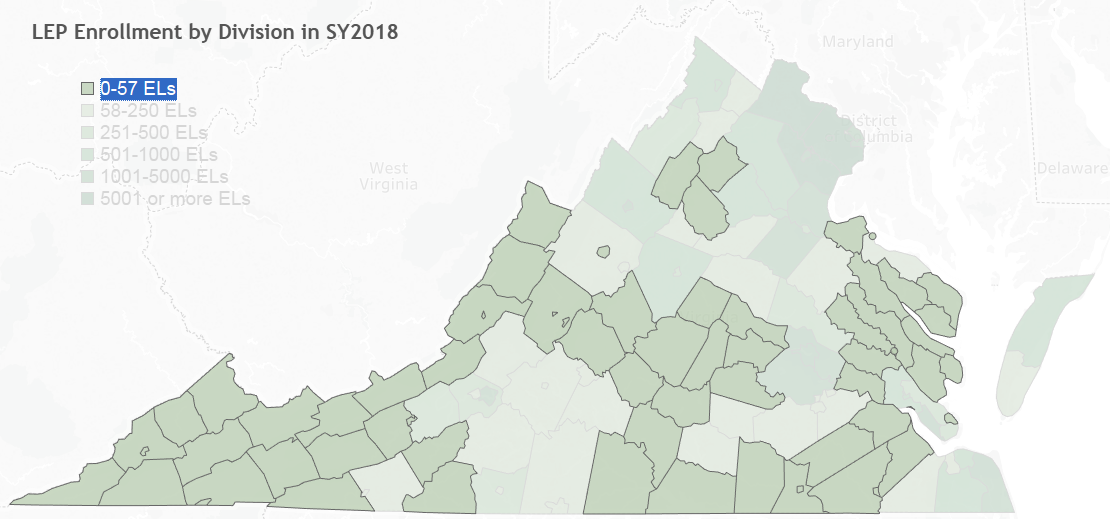 LEP Enrollment by Division in SY2018
Maryland
0-57 ELs
58-250 ELs
District
251-500 ELs
Columbia
501-1000 ELs
West
Virginia
Delaware
1001-5000 ELs
5001 or more ELs